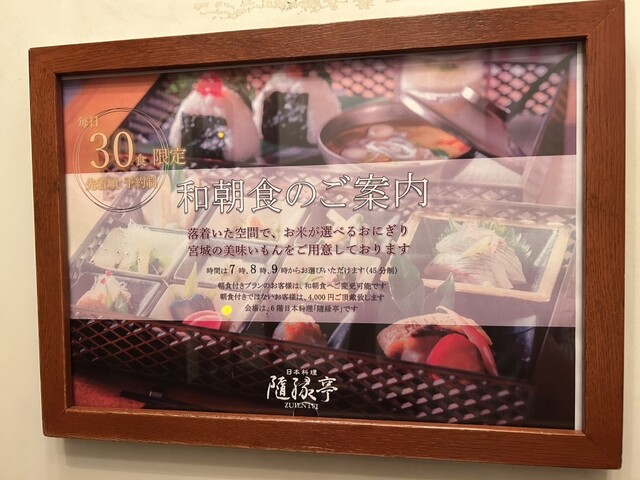 毎日
30食 限定
先着順 予約制
和朝食のご案内
落着いた空間で、お米が選べるおにぎり
宮城の美味いもんをご用意しております
時間は7時、8時、9時からお選びいただけます(45分制)
朝食付きプランのお客様は、和朝食へご変更可能です
朝食付きではないお客様は、4,000円ご頂戴致します
会場は、6階日本料理「随縁亭」です
日本料理
随縁亭
ZUIENTEI